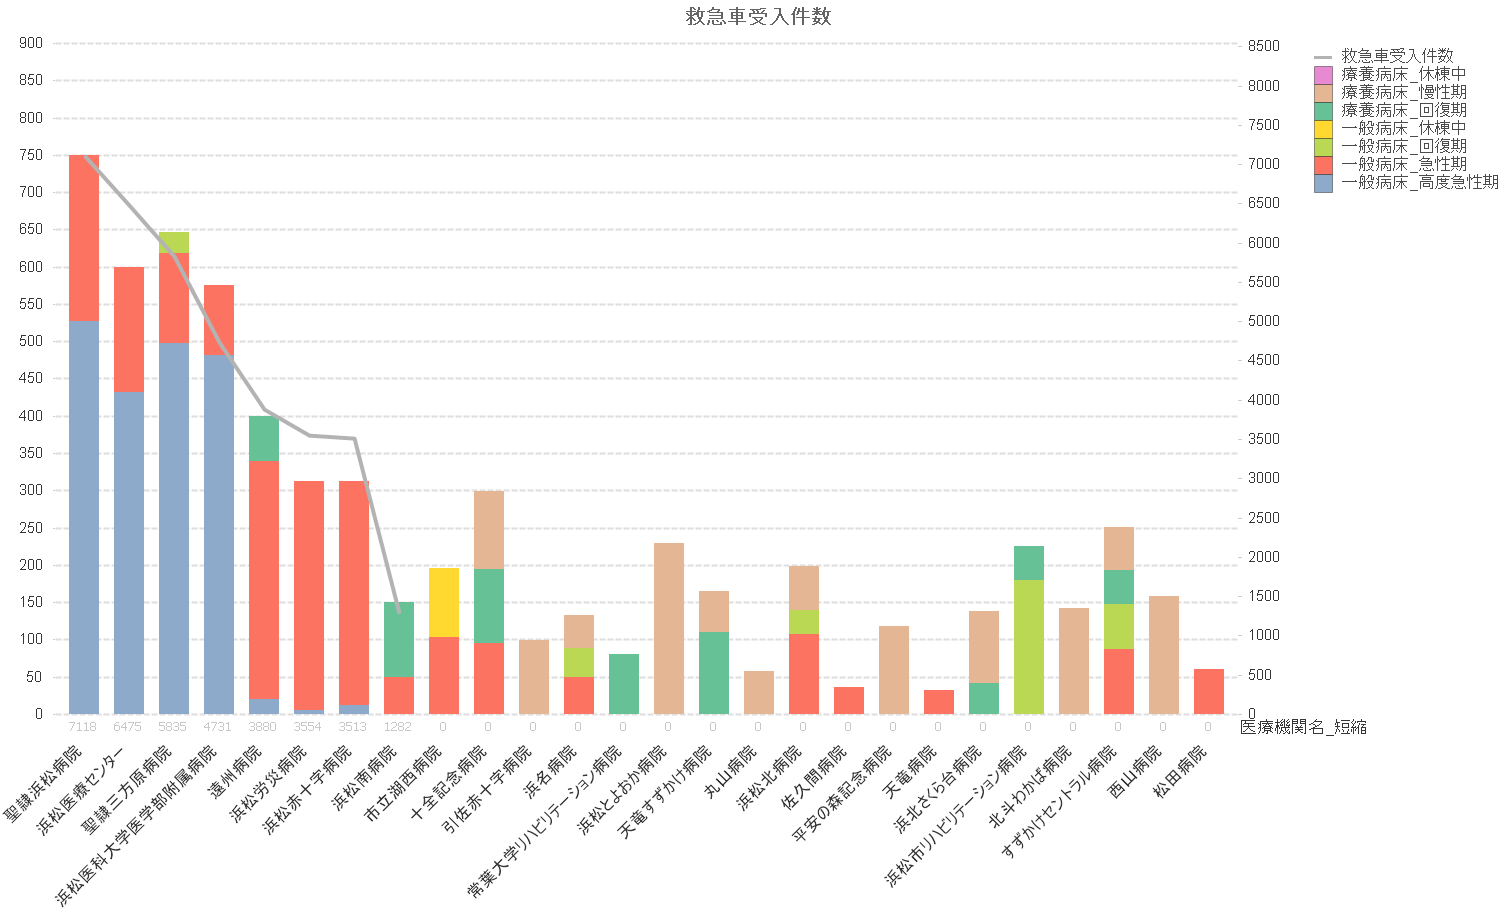 救急車受入件数
900
850
800
750
700
650
600
550
500
450
400
350
300
250
200
150
100
50
0
8500
8000
7500
7000
6500
6000
5500
5000
4500
4000
3500
3000
2500
2000
1500
1000
500
0
救急車受入件数
療養病床_休棟中
療養病床_慢性期
療養病床_回復期
一般病床_休棟中
一般病床_回復期
一般病床_急性期
一般病床_高度急性期
7118 6475 5835 4731 3880 3554 3513 1282 0 0 0 0 0 0 0 0 0 0 0 0 0 0 0 0 0 0
医療機関名_短縮
聖隷浜松病院
浜松医療センター
聖隷三方原病院
浜松医科大学医学部附属病院
遠州病院
浜松労災病院
浜松赤十字病院
浜松南病院
市立湖西病院
十全記念病院
引佐赤十字病院
浜名病院
常葉大学リハビリテーション病院
浜松とよおか病院
天竜すずかけ病院
丸山病院
浜松北病院
佐久間病院
平安の森記念病院
天竜病院
浜北さくら台病院
浜松市リハビリテーション病院
北斗わかば病院
すずかけセントラル病院
西山病院
松田病院